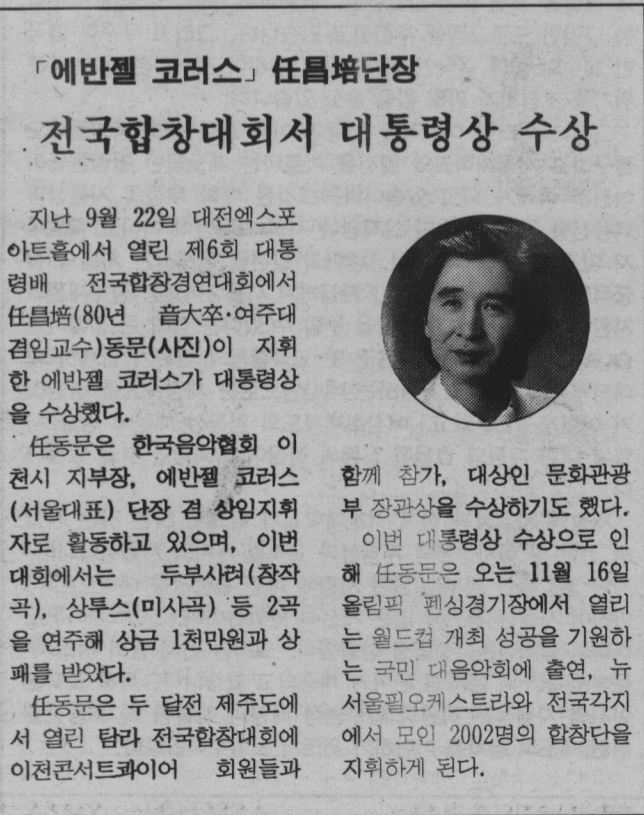 「에반젤 코러스」任昌培단장
전국합창대회서 대통령상 수상
지난 9월 22일 대전엑스포
아트홀에서 열린 제6회 대통
령배 전국합창경연대회에서
任昌培(80년 音大卒·여주대
겸임교수)동문(사진)이 지휘
한 에반젤 코러스가 대통령상
을 수상했다.
任동문은 한국음악협회 이
천시 지부장, 에반젤 코러스
(서울대표) 단장 겸 상임지휘
자로 활동하고 있으며, 이번
대회에서는 두부사려(창작
곡), 상투스(미사곡) 등 2곡
을 연주해 상금 1천만원과 상
패를 받았다.
任동문은 두 달전 제주도에
서 열린 탐라 전국합창대회에
이천콘서트콰이어 회원들과
함께 참가, 대상인 문화관광
부 장관상을 수상하기도 했다.
이번 대통령상 수상으로 인
해 任동문은 오는 11월 16일
올림픽 펜싱경기장에서 열리
는 월드컵 개최 성공을 기원하
는 국민 대음악회에 출연, 뉴
서울필오케스트라와 전국각지
에서 모인 2002명의 합창단을
지휘하게 된다.